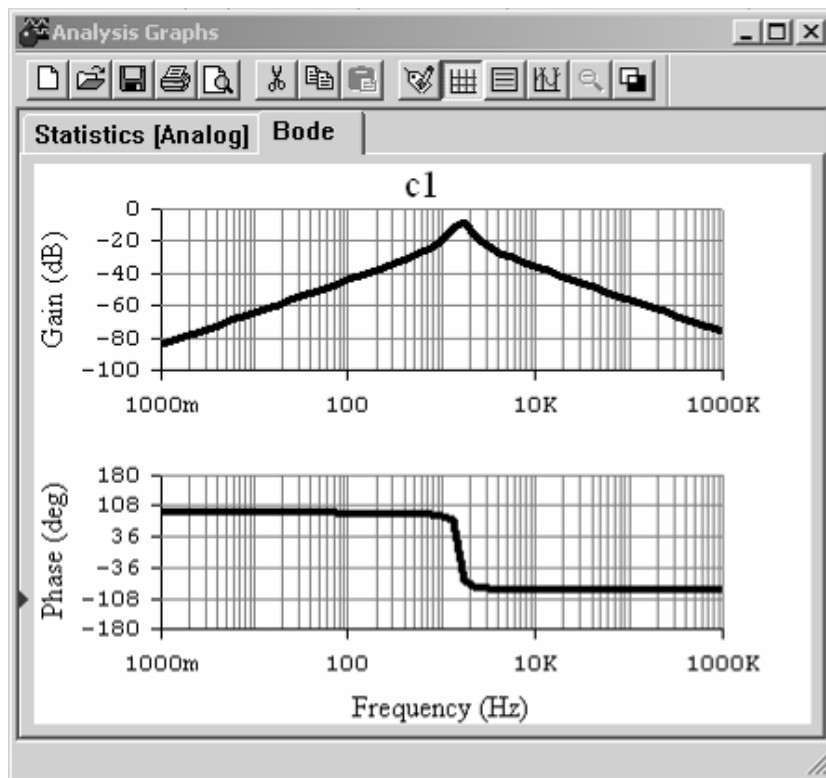 Analysis Graphs
Statistics [Analog] Bode
c1
Gain (dB)
0
-20
-40
-60
-80
-100
1000m 100 10K 1000K
Phase (deg)
180
108
36
-36
-108
-180
1000m 100 10K 1000K
Frequency (Hz)